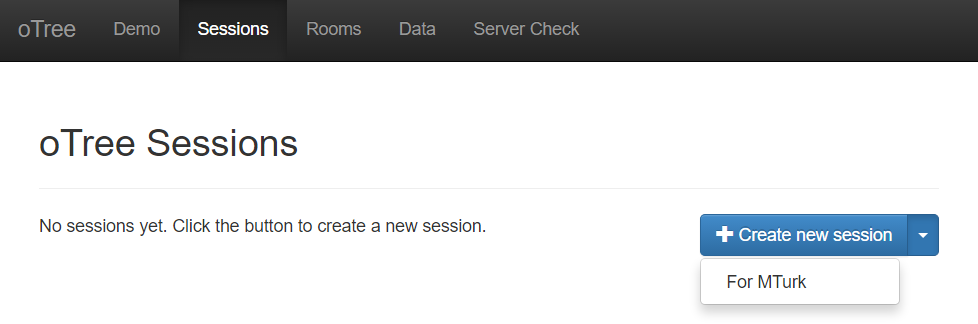 oTree Demo Sessions Rooms Data Server Check
oTree Sessions
No sessions yet. Click the button to create a new session.
Create new session
For MTurk